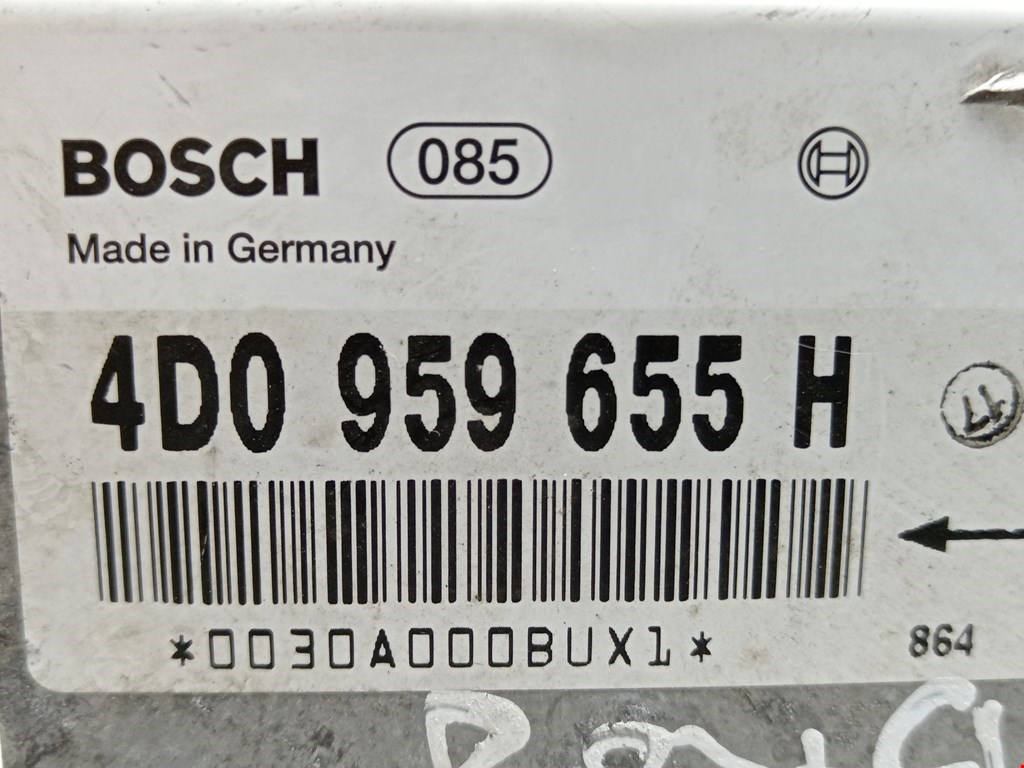 BOSCH 085
Made in Germany
4D0 959 655 H
*0030A000BUX1*
864